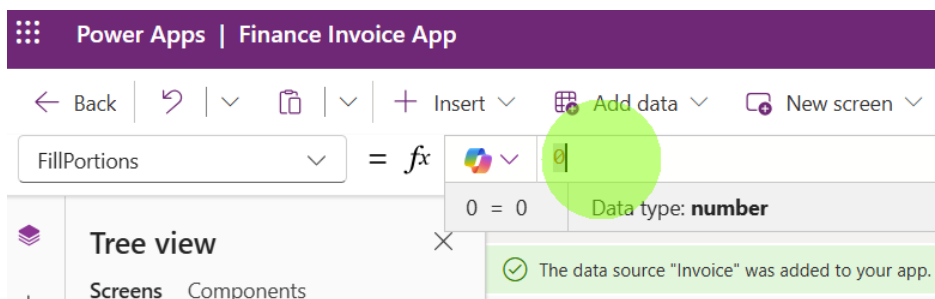 Power Apps | Finance Invoice App
Back Insert Add data New screen
FillPortions = fx 0
0 = 0 Data type: number
Tree view
The data source "Invoice" was added to your app.
Screens Components